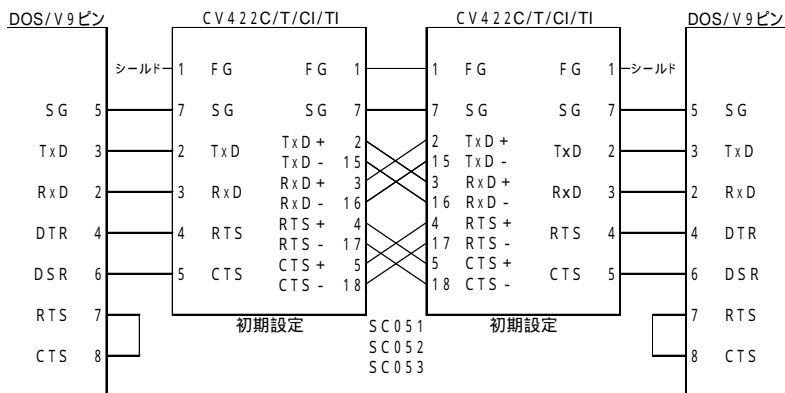 DOS/V9ピン CV422C/T/CI/TI CV422C/T/CI/TI DOS/V9ピン
シールド 1 FG FG 1 1 FG FG 1 シールド
SG 5 7 SG SG 7 7 SG SG 7 5 SG
TxD 3 2 TxD TxD+ 2 2 TxD+ TxD 2 3 TxD
TxD- 15 15 TxD-
RxD 2 3 RxD RxD+ 3 3 RxD+ RxD 3 2 RxD
RxD- 16 16 RxD-
DTR 4 4 RTS RTS+ 4 4 RTS+ RTS 4 4 DTR
RTS- 17 17 RTS-
DSR 6 5 CTS CTS+ 5 5 CTS+ CTS 5 6 DSR
CTS- 18 18 CTS-
RTS 7 7 RTS
初期設定 SC051 初期設定
SC052
CTS 8 8 CTS
SC053